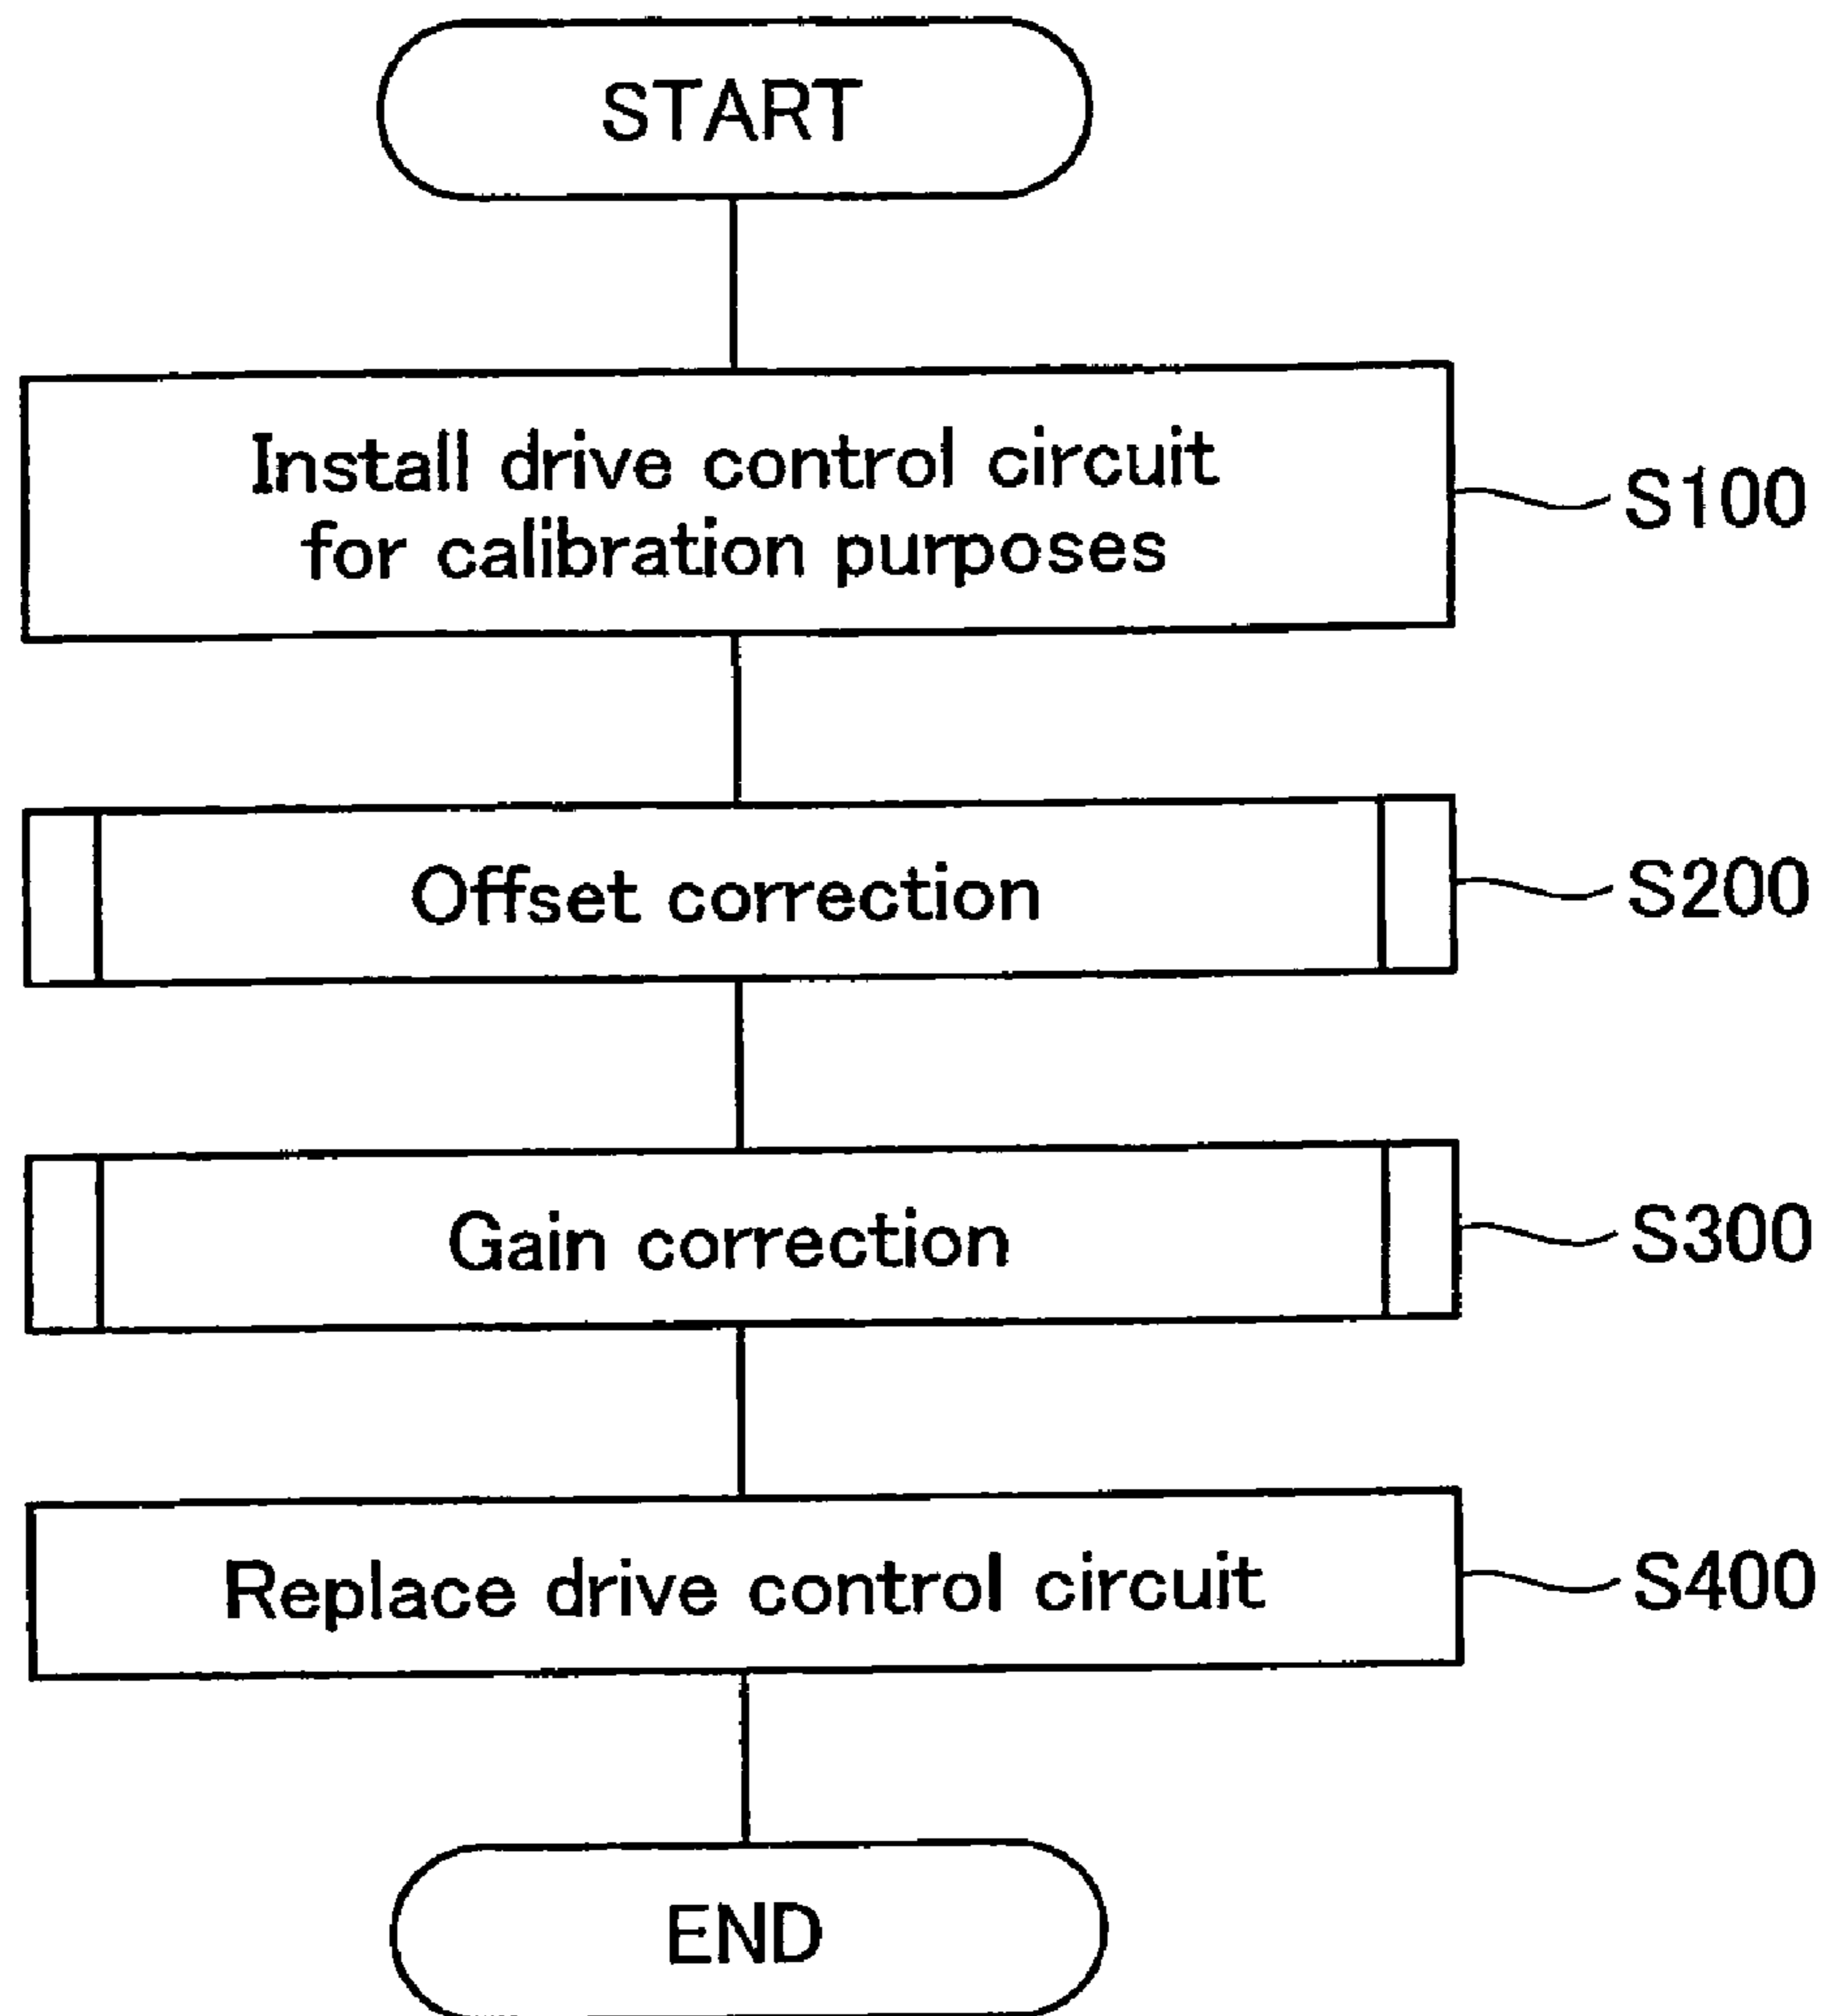 START
Install drive control circuit
for calibration purposes
S100
Offset correction
S200
Gain correction
S300
Replace drive control circuit
S400
END